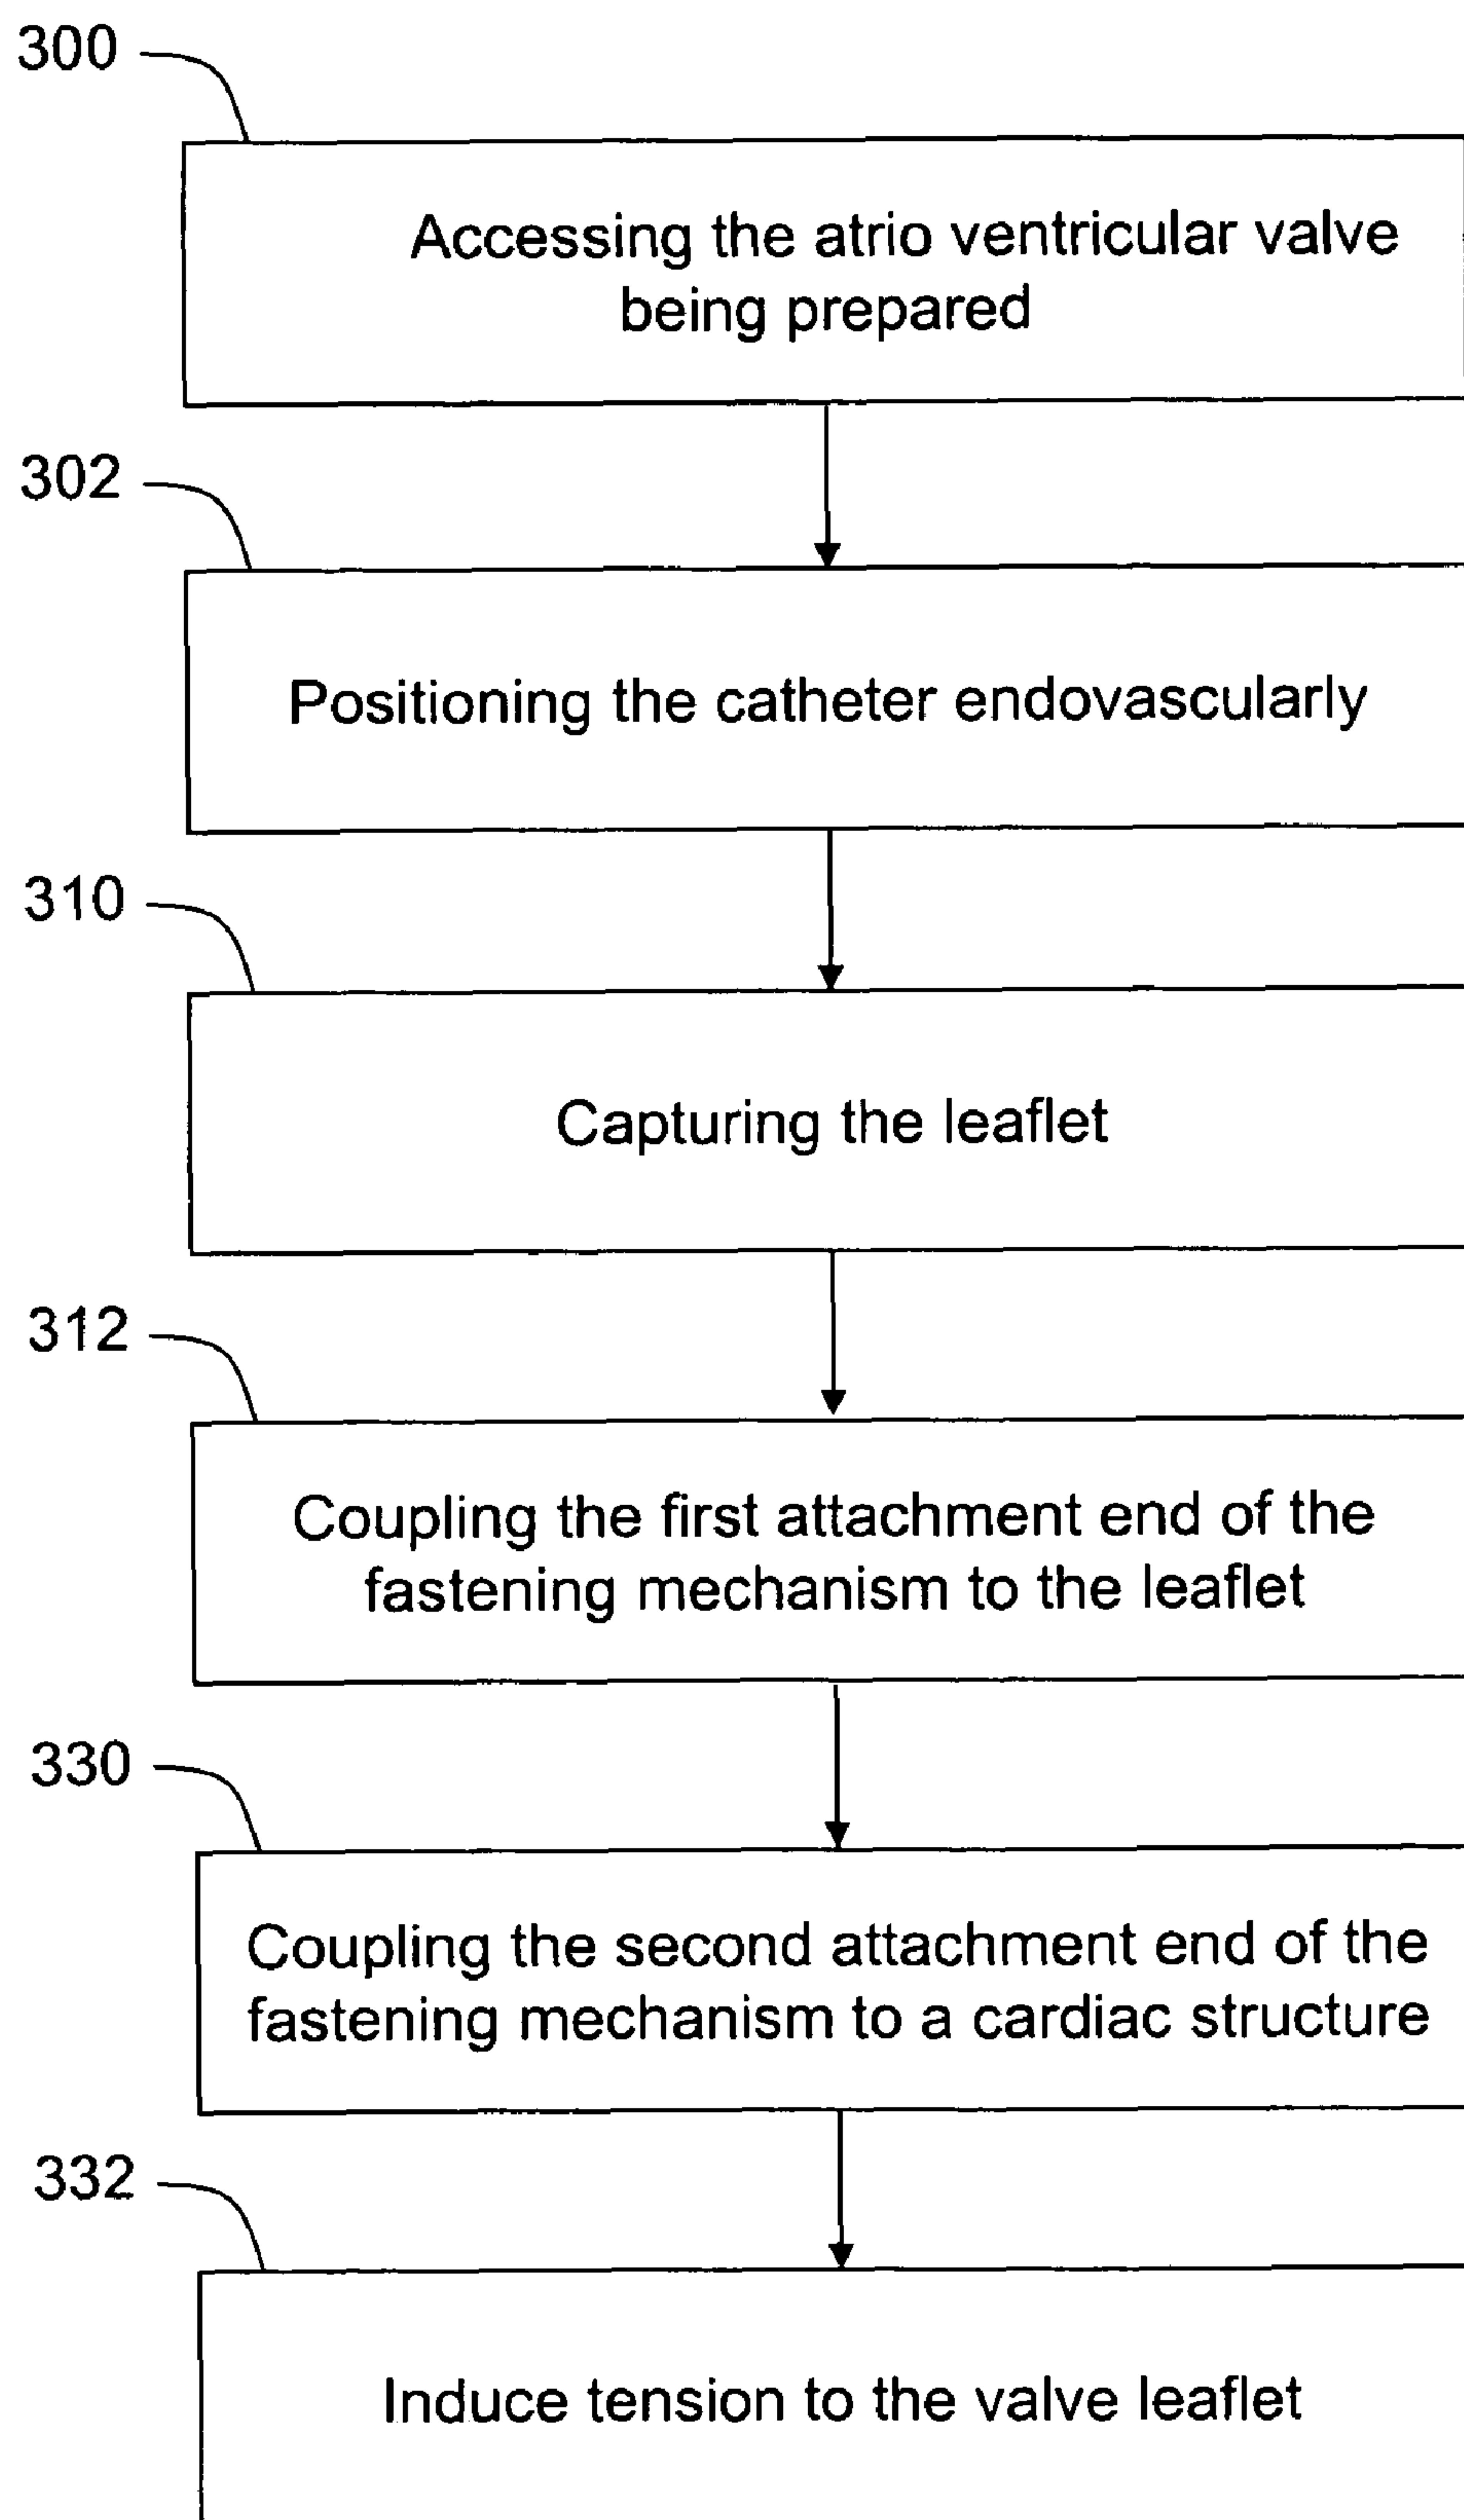 300
Accessing the atrio ventricular valve
being prepared
302
Positioning the catheter endovascularly
310
Capturing the leaflet
312
Coupling the first attachment end of the
fastening mechanism to the leaflet
330
Coupling the second attachment end of the
fastening mechanism to a cardiac structure
332
Induce tension to the valve leaflet